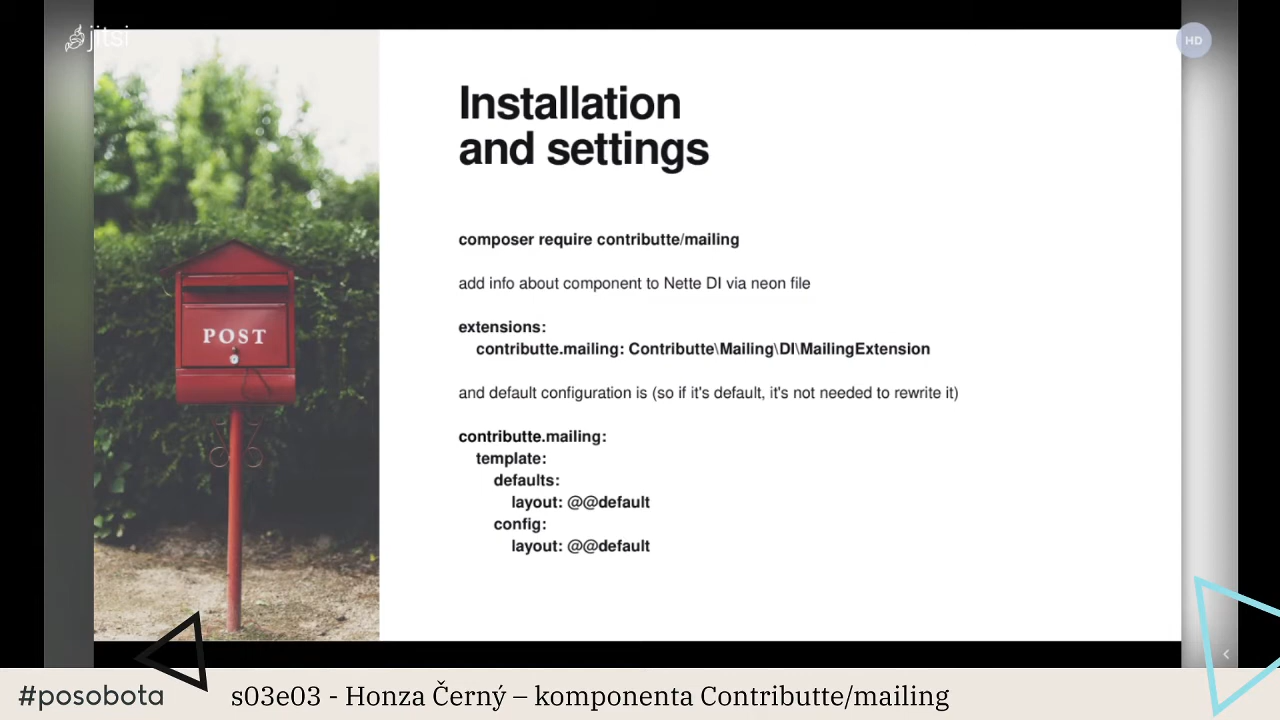 jitsi
HD
Installation
and settings
composer require contributte/mailing
add info about component to Nette DI via neon file
extensions:
contributte.mailing: Contributte\Mailing\DI\MailingExtension
and default configuration is (so if it's default, it's not needed to rewrite it)
contributte.mailing:
template:
defaults:
layout: @@default
config:
layout: @@default
POST
#posobota
s03e03 - Honza Černý – komponenta Contributte/mailing